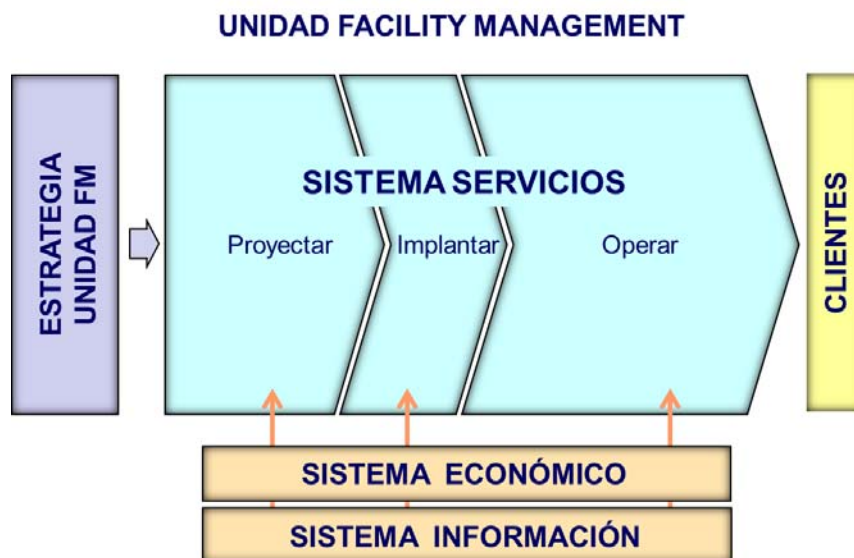 UNIDAD FACILITY MANAGEMENT
ESTRATEGIA
UNIDAD FM
SISTEMA SERVICIOS
Proyectar
Implantar
Operar
CLIENTES
SISTEMA ECONÓMICO
SISTEMA INFORMACIÓN